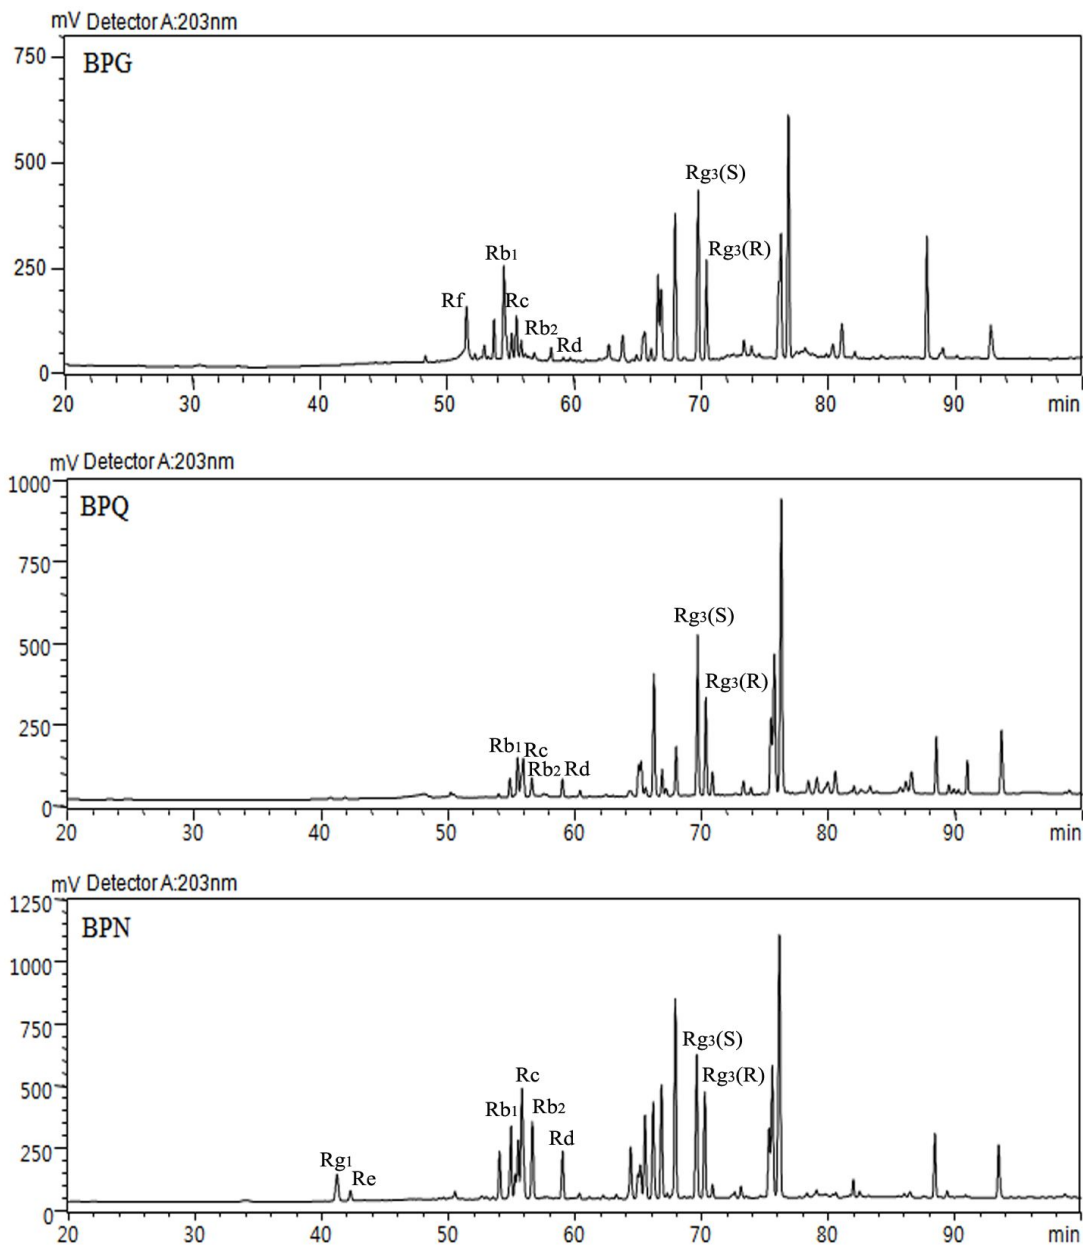 mV Detector A:203nm
750
BPG
500
Rg3(S)
Rg3(R)
250
Rb1
Rf
Rc
Rb2
Rd
0
20 30 40 50 60 70 80 90 min
mV Detector A:203nm
1000
BPQ
750
Rg3(S)
500
Rg3(R)
250
Rb1 Rc
Rb2 Rd
0
20 30 40 50 60 70 80 90 min
mV Detector A:203nm
1250
BPN
1000
750
Rg3(S)
Rc
Rg3(R)
500
Rb1 Rb2
Rd
250
Rg1
Re
0
20 30 40 50 60 70 80 90 min